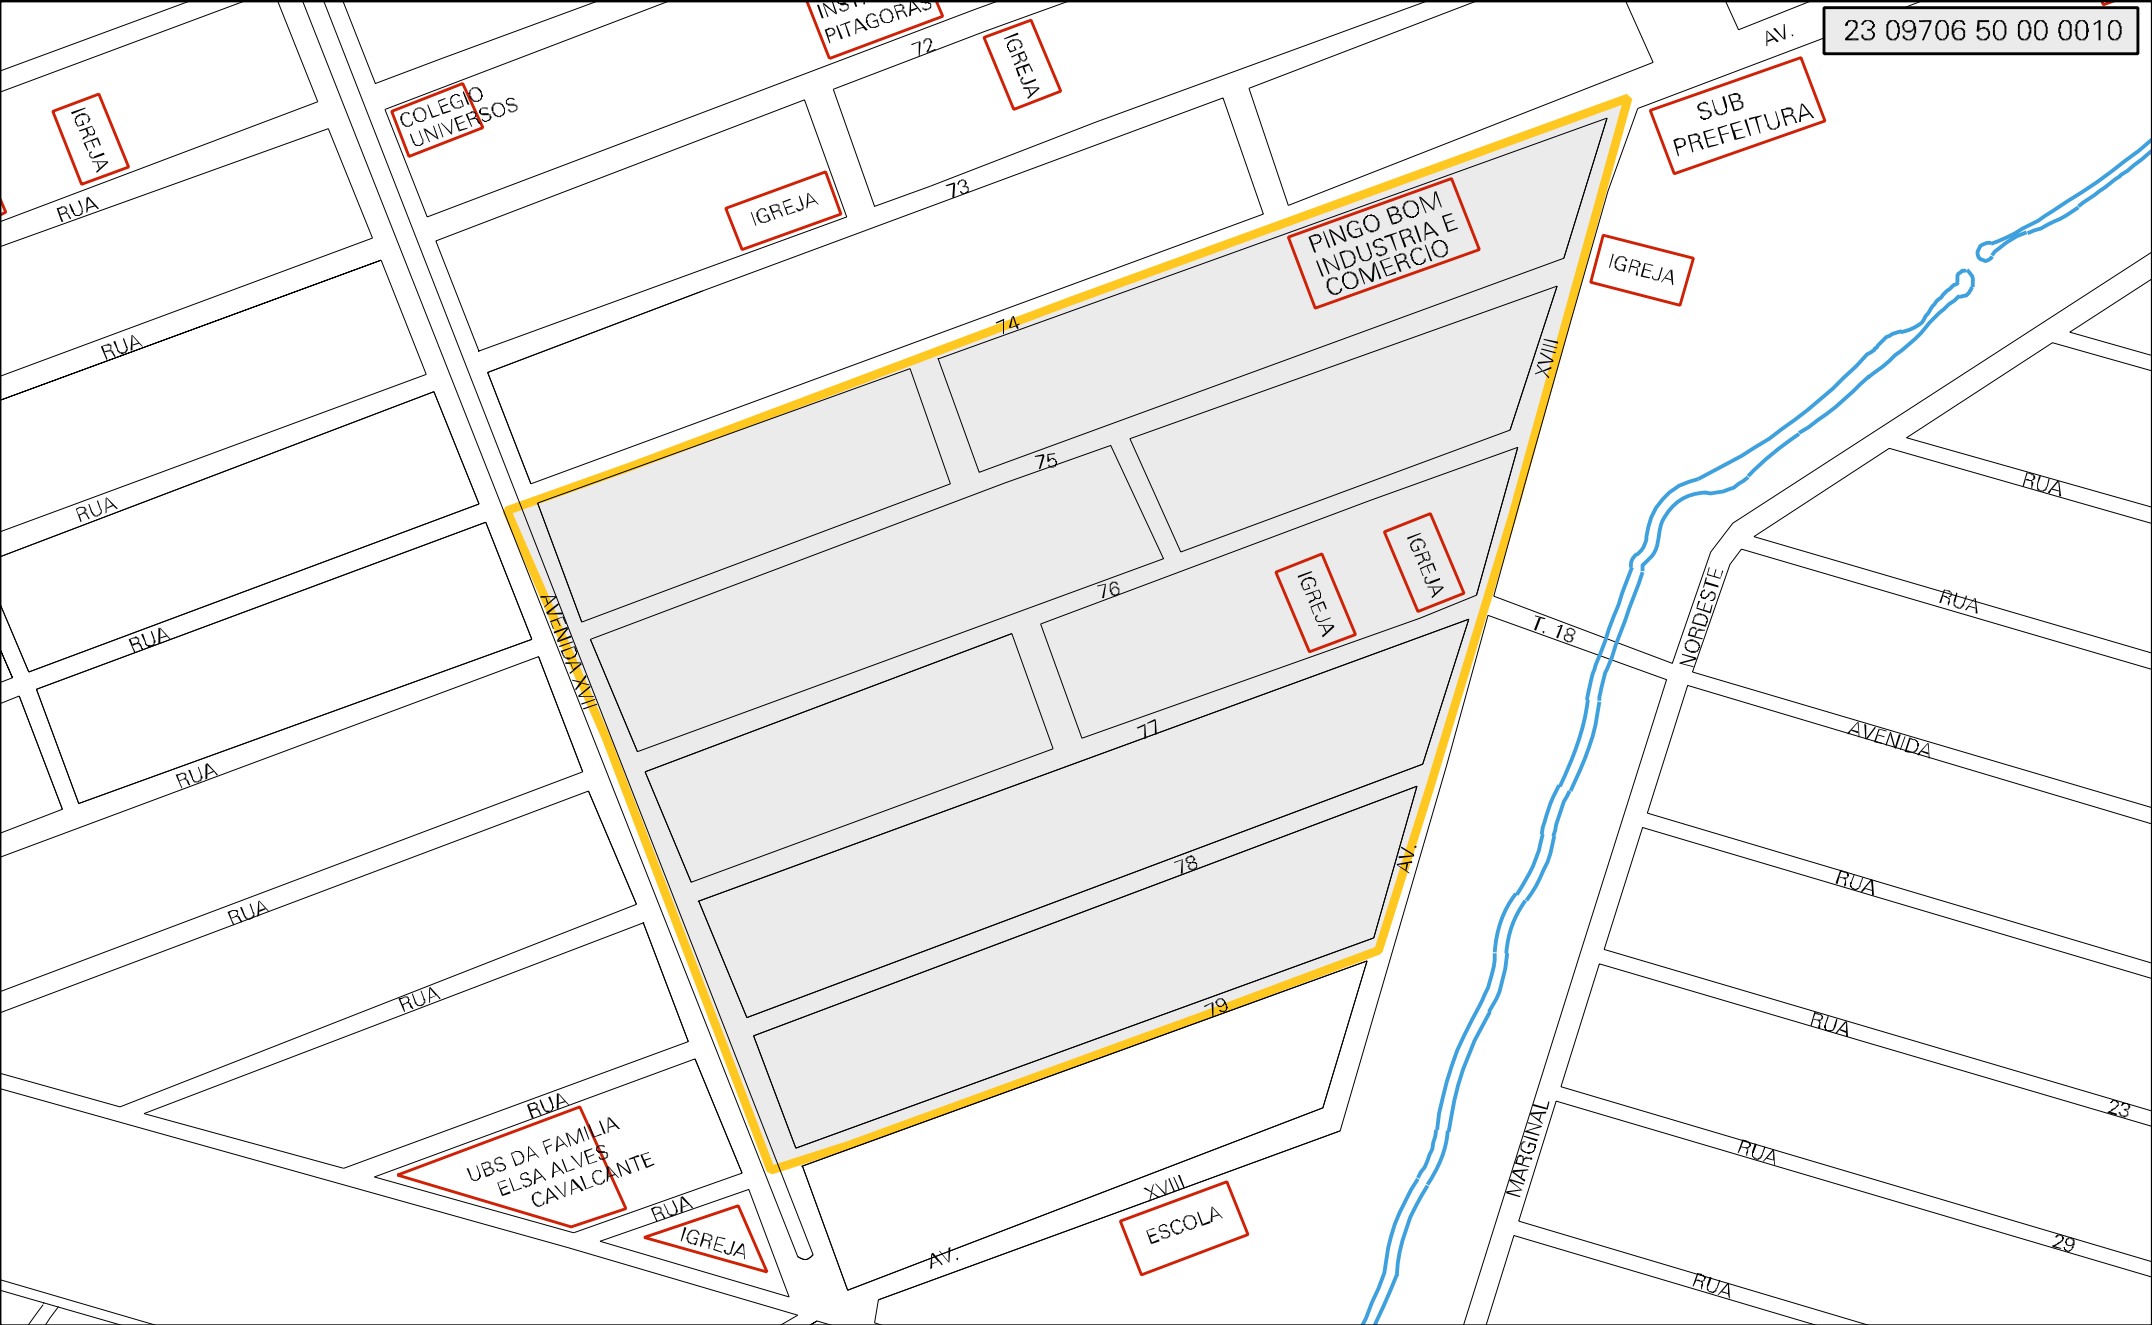 INST
PITAGORAS
72
IGREJA
AV.
23 09706 50 00 0010
COLEGIO
UNIVERSOS
IGREJA
SUB
PREFEITURA
RUA
73
IGREJA
PINGO BOM
INDUSTRIA E
COMERCIO
IGREJA
RUA
74
XVIII
75
RUA
RUA
76
IGREJA
IGREJA
RUA
NORDESTE
AVENIDA XVII
T. 18
RUA
77
AVENIDA
RUA
78
AV.
RUA
RUA
79
RUA
RUA
23
RUA
UBS DA FAMILIA
ELSA ALVES
CAVALCANTE
MARGINAL
RUA
XVIII
RUA
IGREJA
ESCOLA
AV.
29
RUA